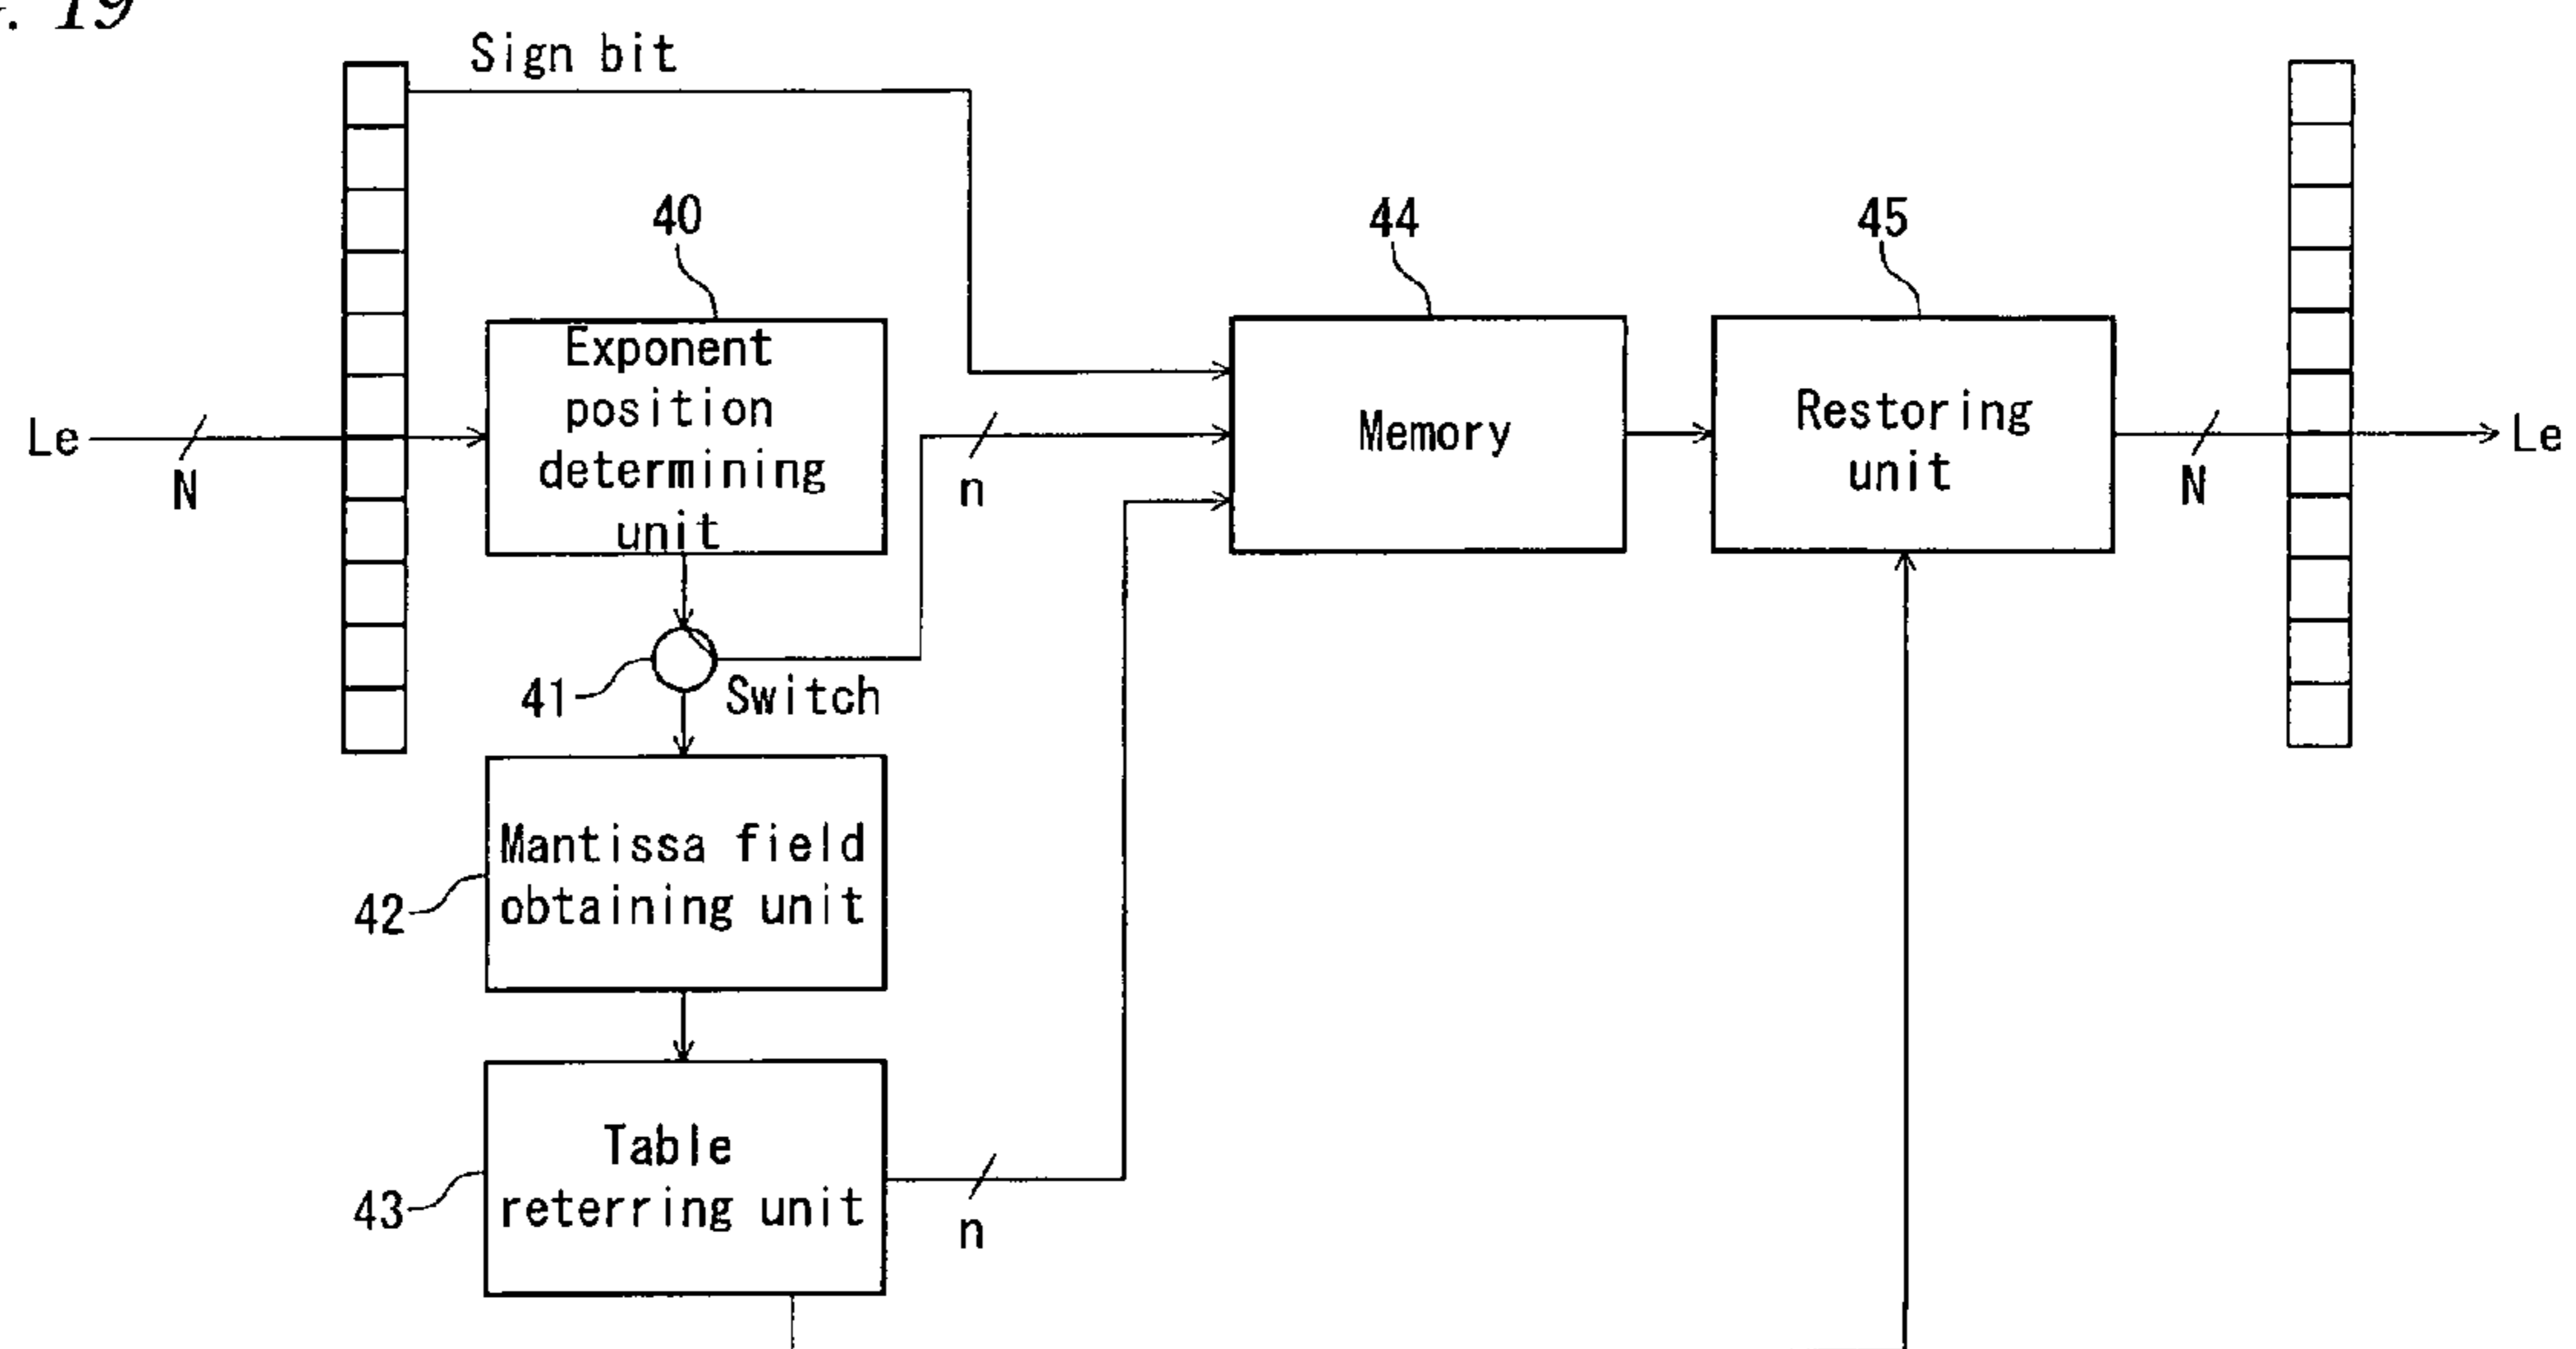 . 19
Sign bit
40
44
45
Exponent
position
determining
unit
Le
N
n
Memory
Restoring
unit
N
Le
41
Switch
Mantissa field
obtaining unit
42
Table
reterring unit
43
n